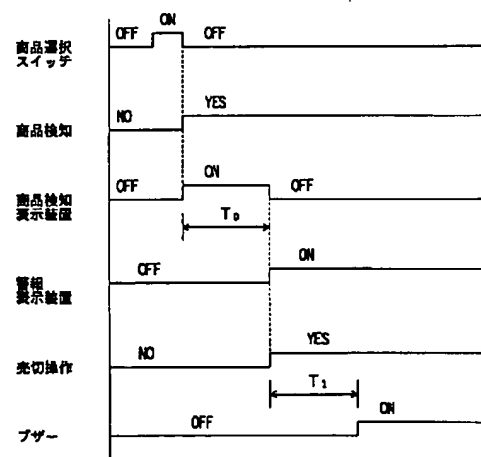 ON
OFF OFF
商品選択
スイッチ
NO YES
商品検知
ON
OFF OFF
商品検知
表示装置
T₀
ON
OFF
警報
表示装置
YES
NO
売切操作
T₁
ON
OFF
ブザー